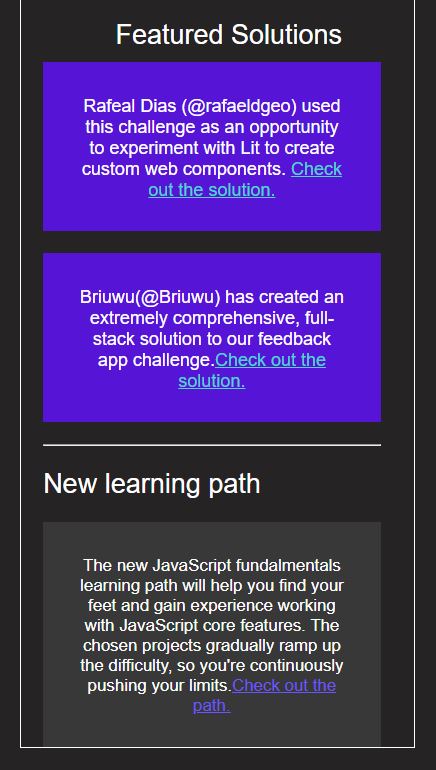 Featured Solutions
Rafeal Dias (@rafaeldgeo) used
this challenge as an opportunity
to experiment with Lit to create
custom web components. Check
out the solution.
Briuwu(@Briuwu) has created an
extremely comprehensive, full-
stack solution to our feedback
app challenge.Check out the
solution.
New learning path
The new JavaScript fundalmentals
learning path will help you find your
feet and gain experience working
with JavaScript core features. The
chosen projects gradually ramp up
the difficulty, so you're continuously
pushing your limits.Check out the
path.